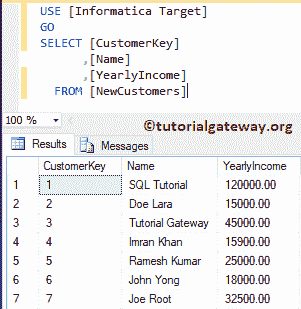 USE [Informatica Target]
GO
SELECT [CustomerKey]
,[Name]
,[YearlyIncome]
FROM [NewCustomers]
100 %
©tutorialgateway.org
Results Messages
CustomerKey Name YearlyIncome
1 1 SQL Tutorial 120000.00
2 2 Doe Lara 15000.00
3 3 Tutorial Gateway 45000.00
4 4 Imran Khan 15900.00
5 5 Ramesh Kumar 25000.00
6 6 John Yong 18000.00
7 7 Joe Root 32500.00